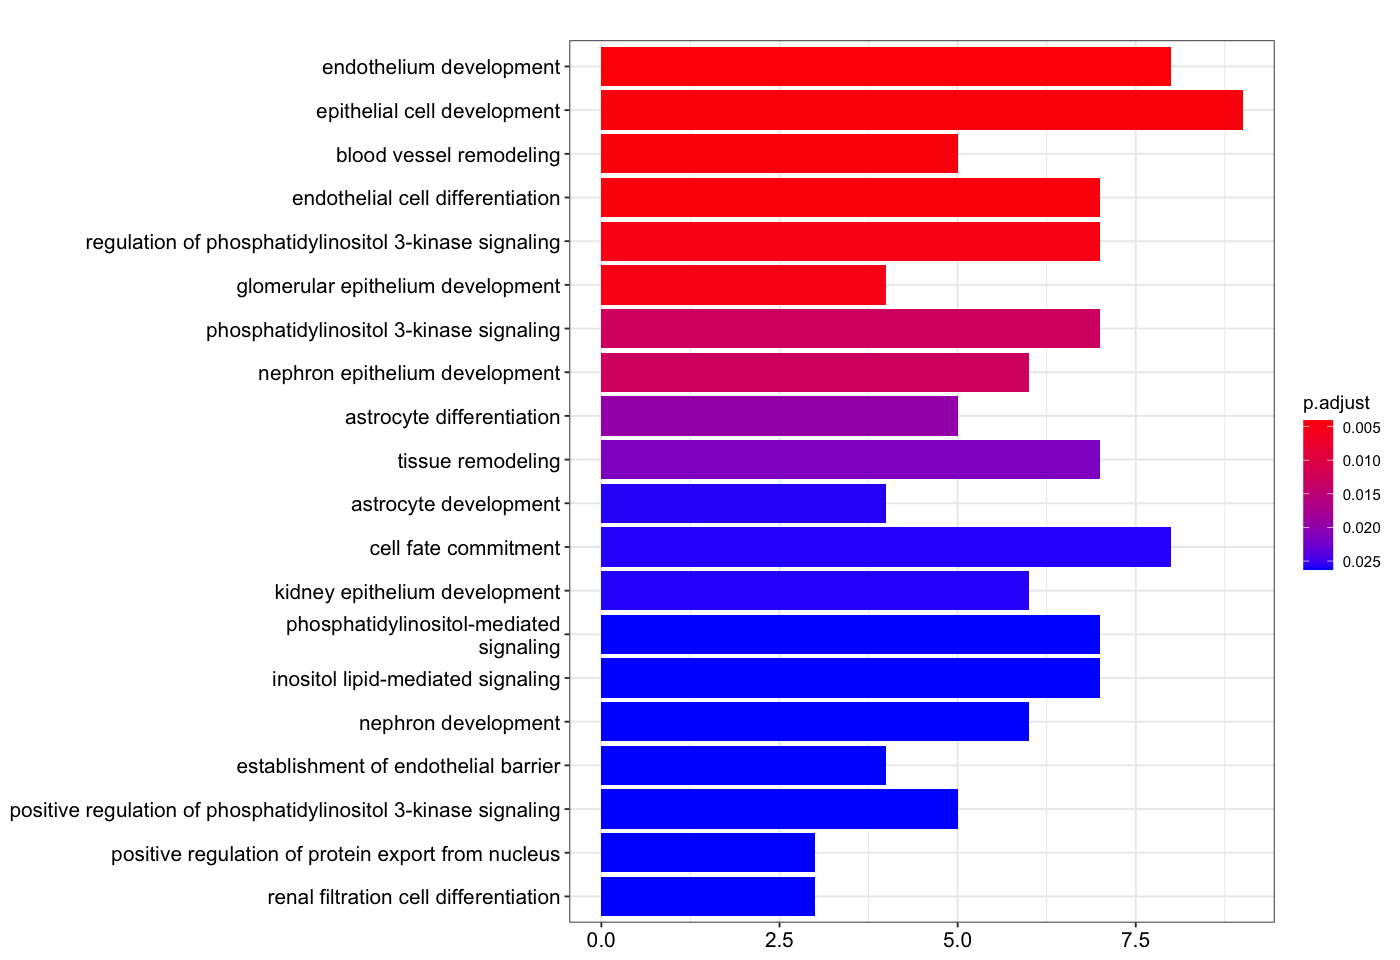 endothelium development
epithelial cell development
blood vessel remodeling
endothelial cell differentiation
regulation of phosphatidylinositol 3-kinase signaling
glomerular epithelium development
phosphatidylinositol 3-kinase signaling
nephron epithelium development
astrocyte differentiation
tissue remodeling
astrocyte development
cell fate commitment
kidney epithelium development
phosphatidylinositol-mediated
signaling
inositol lipid-mediated signaling
nephron development
establishment of endothelial barrier
positive regulation of phosphatidylinositol 3-kinase signaling
positive regulation of protein export from nucleus
renal filtration cell differentiation
0.0 2.5 5.0 7.5
p.adjust
0.005
0.010
0.015
0.020
0.025